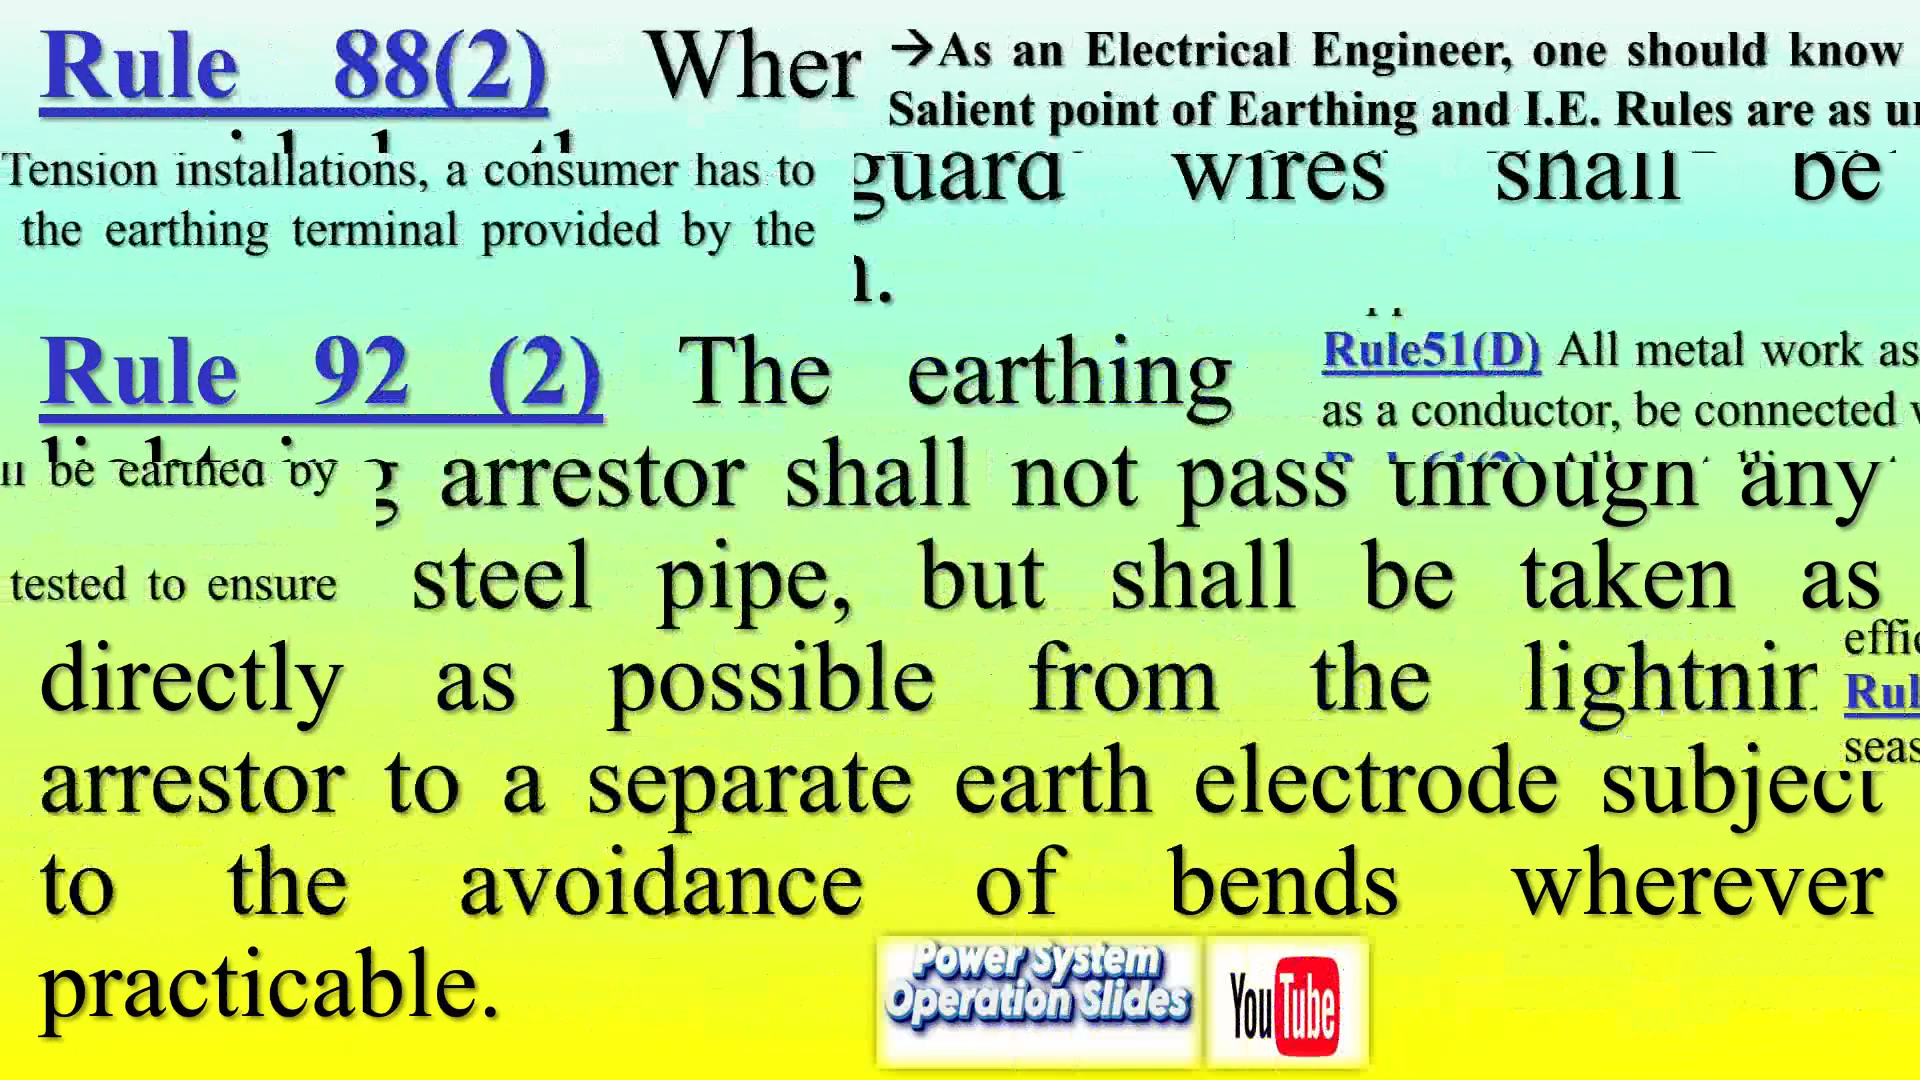 Rule 88(2) Wher
→As an Electrical Engineer, one should know
Salient point of Earthing and I.E. Rules are as
Tension installations, a consumer has to
the earthing terminal provided by the
guard wires shall be
Rule 92 (2) The earthing
Rule51(D) All metal work as
as a conductor, be connected
be earthed by
arrestor shall not pass through any
tested to ensure
steel pipe, but shall be taken as
directly as possible from the lightnin
arrestor to a separate earth electrode subject
to the avoidance of bends wherever
practicable.
Power System
Operation Slides
YouTube